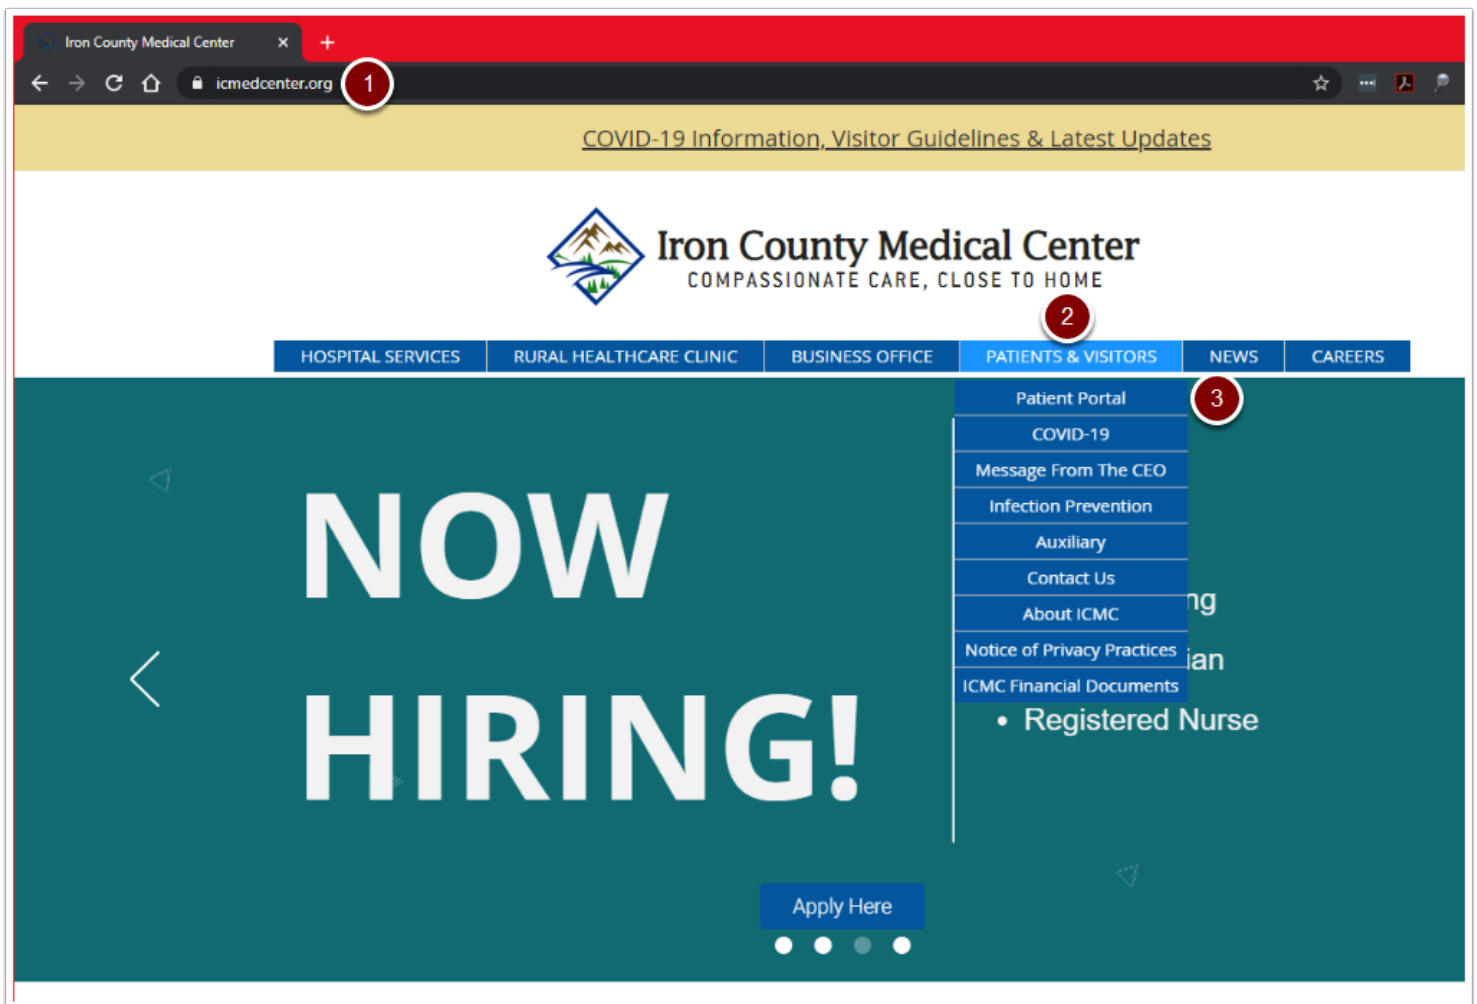 Iron County Medical Center
icmedcenter.org
1
COVID-19 Information, Visitor Guidelines & Latest Updates
Iron County Medical Center
COMPASSIONATE CARE, CLOSE TO HOME
2
HOSPITAL SERVICES RURAL HEALTHCARE CLINIC BUSINESS OFFICE PATIENTS & VISITORS NEWS CAREERS
Patient Portal
3
COVID-19
Message From The CEO
Infection Prevention
Auxiliary
Contact Us
About ICMC
Notice of Privacy Practices
ICMC Financial Documents
NOW
HIRING!
• Registered Nurse
Apply Here